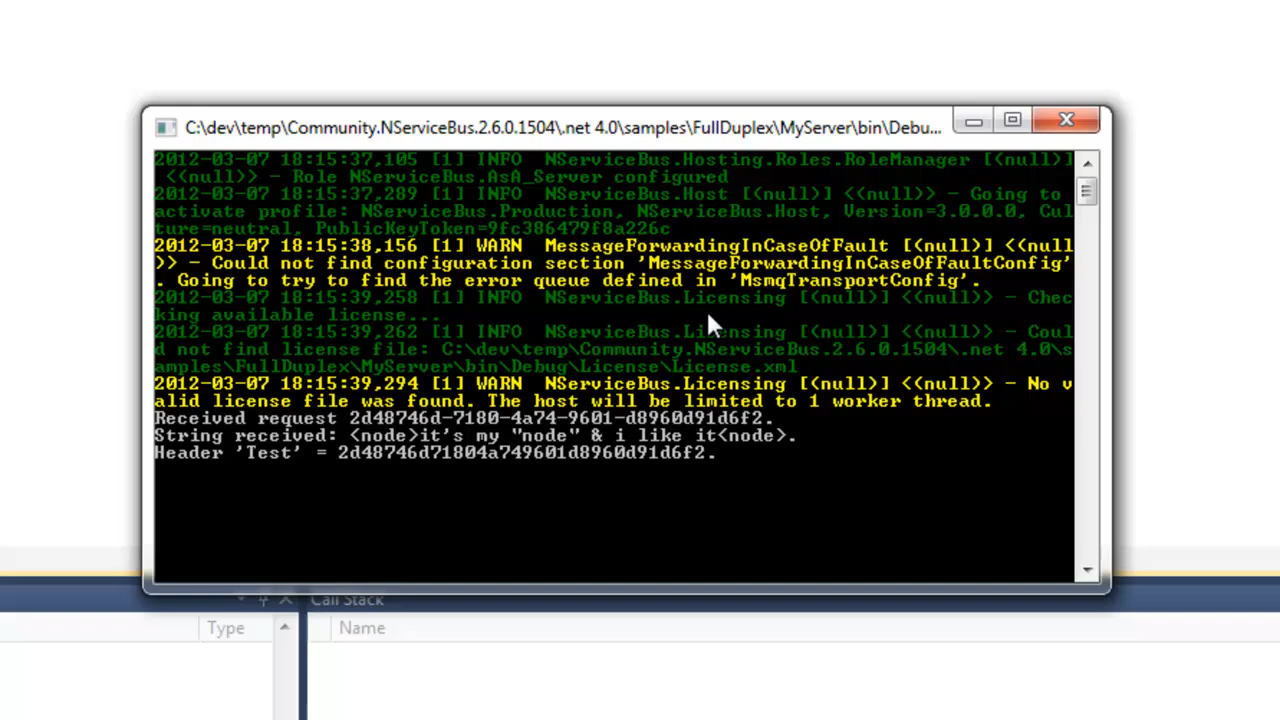 C:\dev\temp\Community.NServiceBus.2.6.0.1504\.net 4.0\samples\FullDuplex\MyServer\bin\Debu...
2012-03-07 18:15:37,105 [1] INFO  NServiceBus.Hosting.Roles.RoleManager [(null)]
 <(null)> - Role NServiceBus.AsA_Server configured
2012-03-07 18:15:37,289 [1] INFO  NServiceBus.Host [(null)] <(null)> - Going to
activate profile: NServiceBus.Production, NServiceBus.Host, Version=3.0.0.0, Cul
ture=neutral, PublicKeyToken=9fc386479f8a226c
2012-03-07 18:15:38,156 [1] WARN  MessageForwardingInCaseOfFault [(null)] <(null
)> - Could not find configuration section 'MessageForwardingInCaseOfFaultConfig'
. Going to try to find the error queue defined in 'MsmqTransportConfig'.
2012-03-07 18:15:39,258 [1] INFO  NServiceBus.Licensing [(null)] <(null)> - Chec
king available license...
2012-03-07 18:15:39,262 [1] INFO  NServiceBus.Licensing [(null)] <(null)> - Coul
d not find license file: C:\dev\temp\Community.NServiceBus.2.6.0.1504\.net 4.0\s
amples\FullDuplex\MyServer\bin\Debug\License\License.xml
2012-03-07 18:15:39,294 [1] WARN  NServiceBus.Licensing [(null)] <(null)> - No v
alid license file was found. The host will be limited to 1 worker thread.
Received request 2d48746d-7180-4a74-9601-d8960d91d6f2.
String received: <node>it's my "node" & i like it<node>.
Header 'Test' = 2d48746d71804a749601d8960d91d6f2.
Call Stack
Type
Name